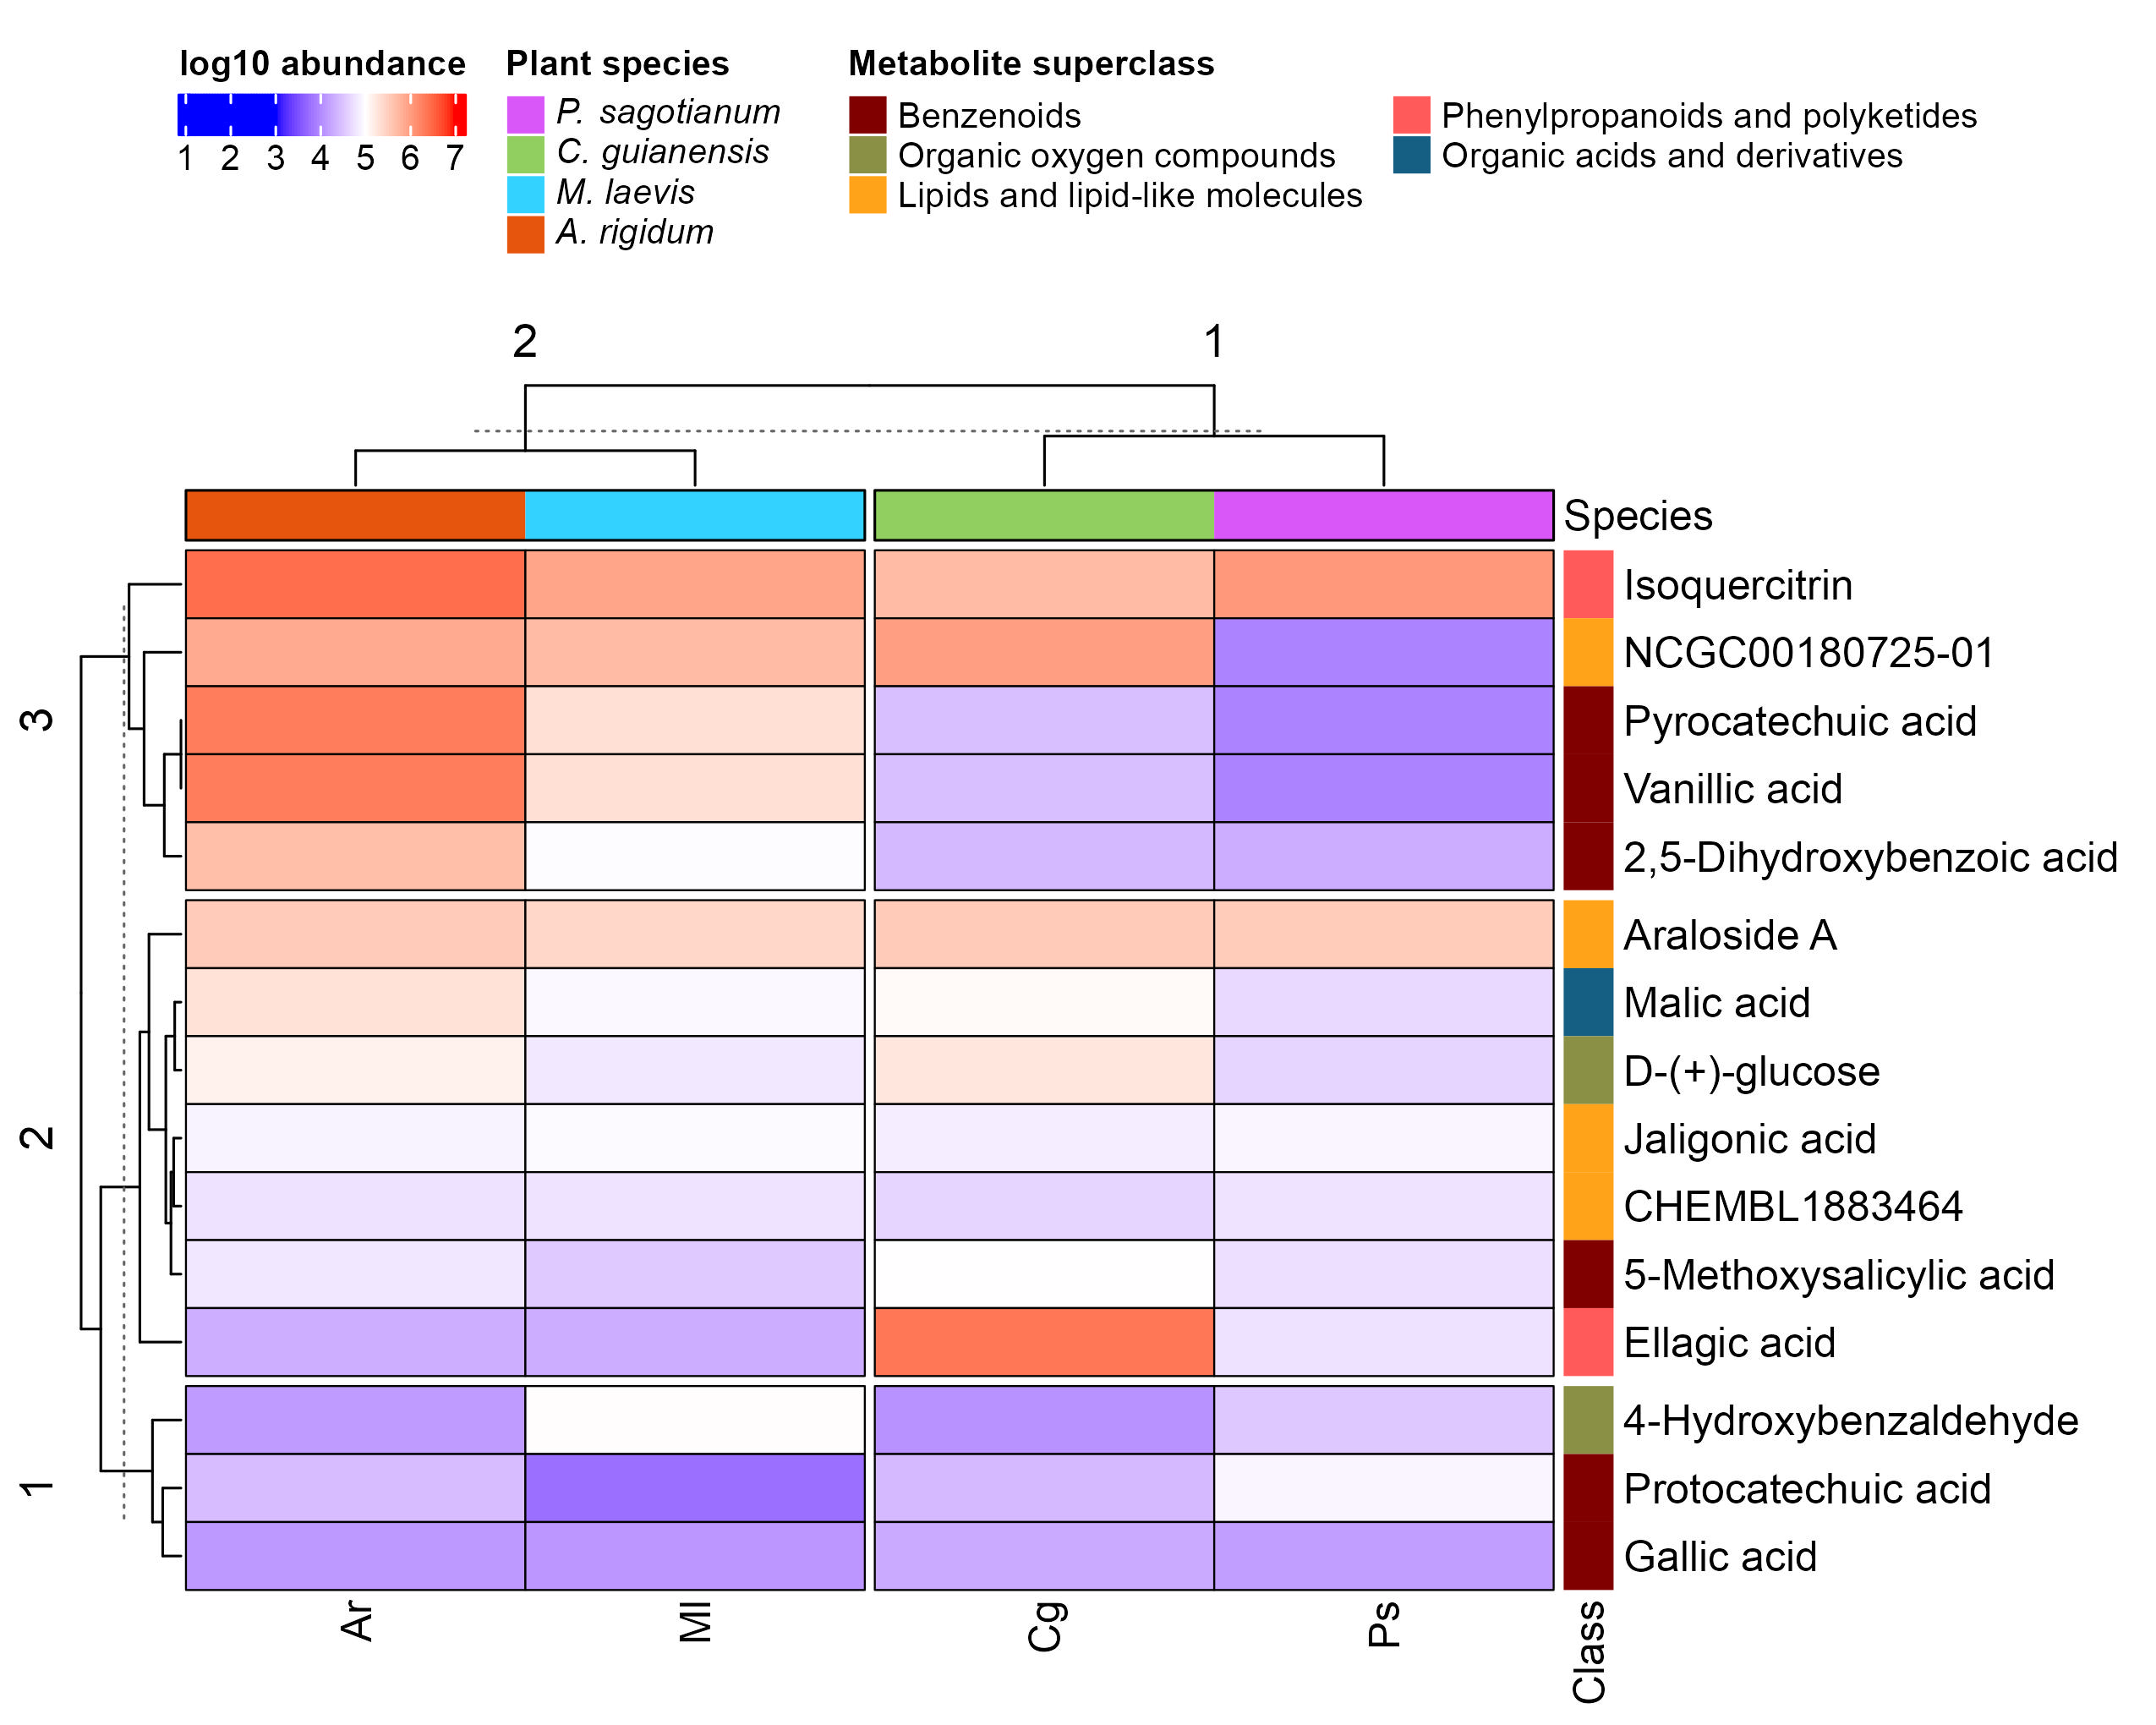 log10 abundance
1 2 3 4 5 6 7
Plant species
P. sagotianum
C. guianensis
M. laevis
A. rigidum
Metabolite superclass
Benzenoids
Organic oxygen compounds
Lipids and lipid-like molecules
Phenylpropanoids and polyketides
Organic acids and derivatives
2 1
Species
3
Isoquercitrin
NCGC00180725-01
Pyrocatechuic acid
Vanillic acid
2,5-Dihydroxybenzoic acid
2
Araloside A
Malic acid
D-(+)-glucose
Jaligonic acid
CHEMBL1883464
5-Methoxysalicylic acid
Ellagic acid
1
4-Hydroxybenzaldehyde
Protocatechuic acid
Gallic acid
Ar Ml Cg Ps Class